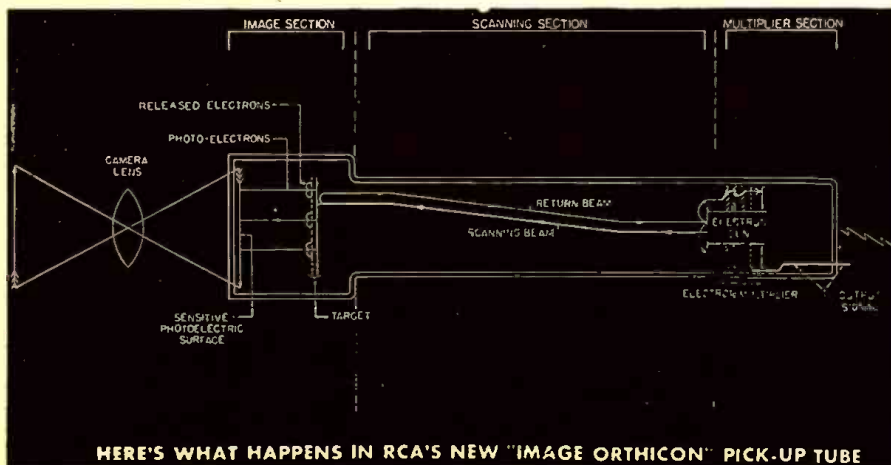 IMAGE SECTION
SCANNING SECTION
MULTIPLIER SECTION
RELEASED ELECTRONS
PHOTO-ELECTRONS
CAMERA
LENS
RETURN BEAM
SCANNING BEAM
ELECTRON
GUN
SENSITIVE
PHOTOELECTRIC
SURFACE
TARGET
ELECTRON MULTIPLIER
OUTPUT
SIGNAL
HERE'S WHAT HAPPENS IN RCA'S NEW "IMAGE ORTHICON" PICK-UP TUBE